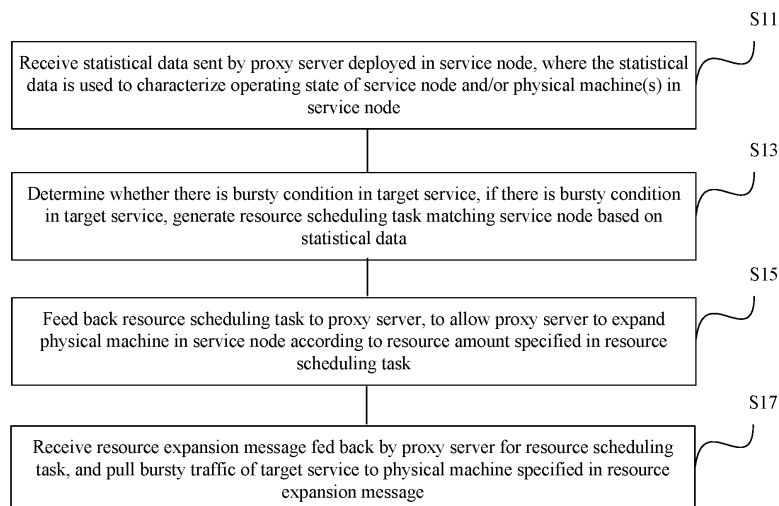 S11
Receive statistical data sent by proxy server deployed in service node, where the statistical
data is used to characterize operating state of service node and/or physical machine(s) in
service node
S13
Determine whether there is bursty condition in target service, if there is bursty condition
in target service, generate resource scheduling task matching service node based on
statistical data
S15
Feed back resource scheduling task to proxy server, to allow proxy server to expand
physical machine in service node according to resource amount specified in resource
scheduling task
S17
Receive resource expansion message fed back by proxy server for resource scheduling
task, and pull bursty traffic of target service to physical machine specified in resource
expansion message